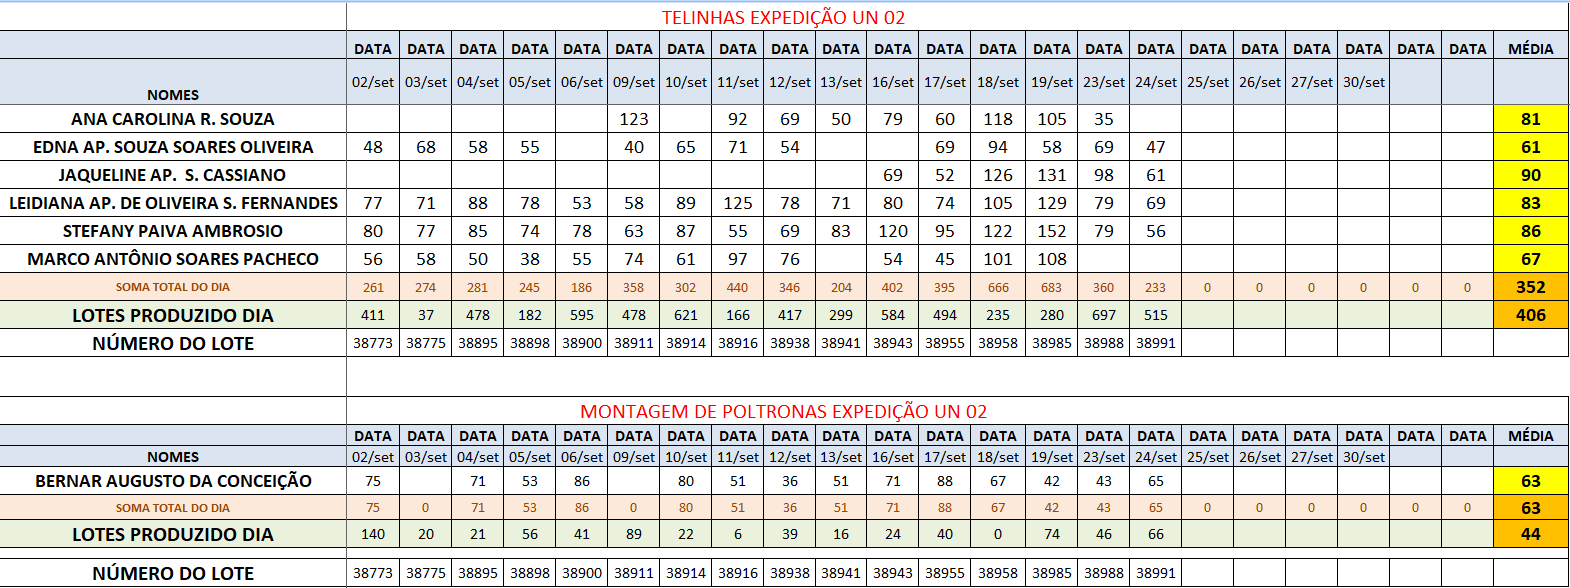 TELINHAS EXPEDIÇÃO UN 02
DATA DATA DATA DATA DATA DATA DATA DATA DATA DATA DATA DATA DATA DATA DATA DATA DATA DATA DATA DATA DATA DATA MÉDIA
NOMES 02/set 03/set 04/set 05/set 06/set 09/set 10/set 11/set 12/set 13/set 16/set 17/set 18/set 19/set 23/set 24/set 25/set 26/set 27/set 30/set
ANA CAROLINA R. SOUZA 123 92 69 50 79 60 118 105 35 81
EDNA AP. SOUZA SOARES OLIVEIRA 48 68 58 55 40 65 71 54 69 94 58 69 47 61
JAQUELINE AP. S. CASSIANO 69 52 126 131 98 61 90
LEIDIANA AP. DE OLIVEIRA S. FERNANDES 77 71 88 78 53 58 89 125 78 71 80 74 105 129 79 69 83
STEFANY PAIVA AMBROSIO 80 77 85 74 78 63 87 55 69 83 120 95 122 152 79 56 86
MARCO ANTÔNIO SOARES PACHECO 56 58 50 38 55 74 61 97 76 54 45 101 108 67
SOMA TOTAL DO DIA 261 274 281 245 186 358 302 440 346 204 402 395 666 683 360 233 0 0 0 0 0 0 352
LOTES PRODUZIDO DIA 411 37 478 182 595 478 621 166 417 299 584 494 235 280 697 515 406
NÚMERO DO LOTE 38773 38775 38895 38898 38900 38911 38914 38916 38938 38941 38943 38955 38958 38985 38988 38991
MONTAGEM DE POLTRONAS EXPEDIÇÃO UN 02
DATA DATA DATA DATA DATA DATA DATA DATA DATA DATA DATA DATA DATA DATA DATA DATA DATA DATA DATA DATA DATA DATA MÉDIA
NOMES 02/set 03/set 04/set 05/set 06/set 09/set 10/set 11/set 12/set 13/set 16/set 17/set 18/set 19/set 23/set 24/set 25/set 26/set 27/set 30/set
BERNAR AUGUSTO DA CONCEIÇÃO 75 71 53 86 80 51 36 51 71 88 67 42 43 65 63
SOMA TOTAL DO DIA 75 0 71 53 86 0 80 51 36 51 71 88 67 42 43 65 0 0 0 0 0 0 63
LOTES PRODUZIDO DIA 140 20 21 56 41 89 22 6 39 16 24 40 0 74 46 66 44
NÚMERO DO LOTE 38773 38775 38895 38898 38900 38911 38914 38916 38938 38941 38943 38955 38958 38985 38988 38991